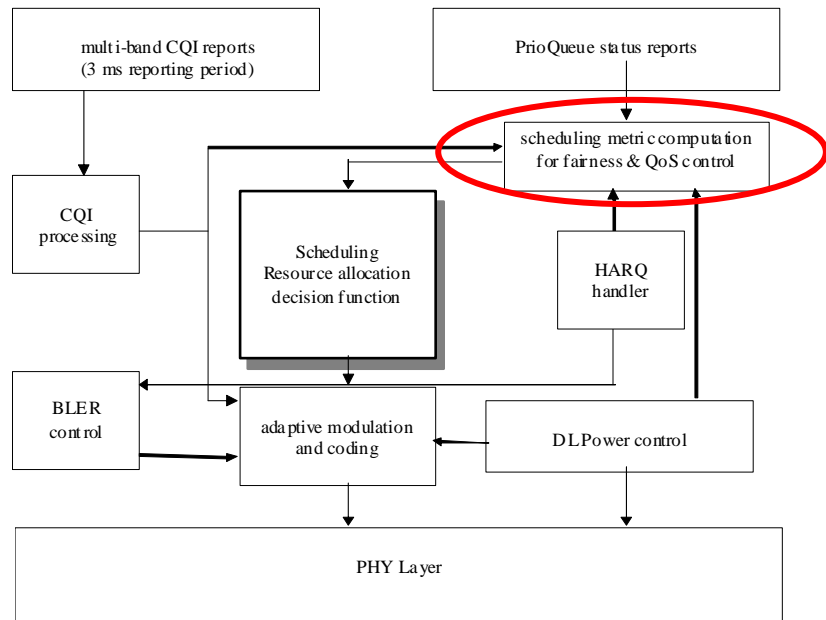 multi-band CQI reports
(3 ms reporting period)
PrioQueue status reports
scheduling metric computation
for fairness & QoS control
CQI
processing
Scheduling
Resource allocation
decision function
HARQ
handler
BLER
control
adaptive modulation
and coding
DLPower control
PHY Layer